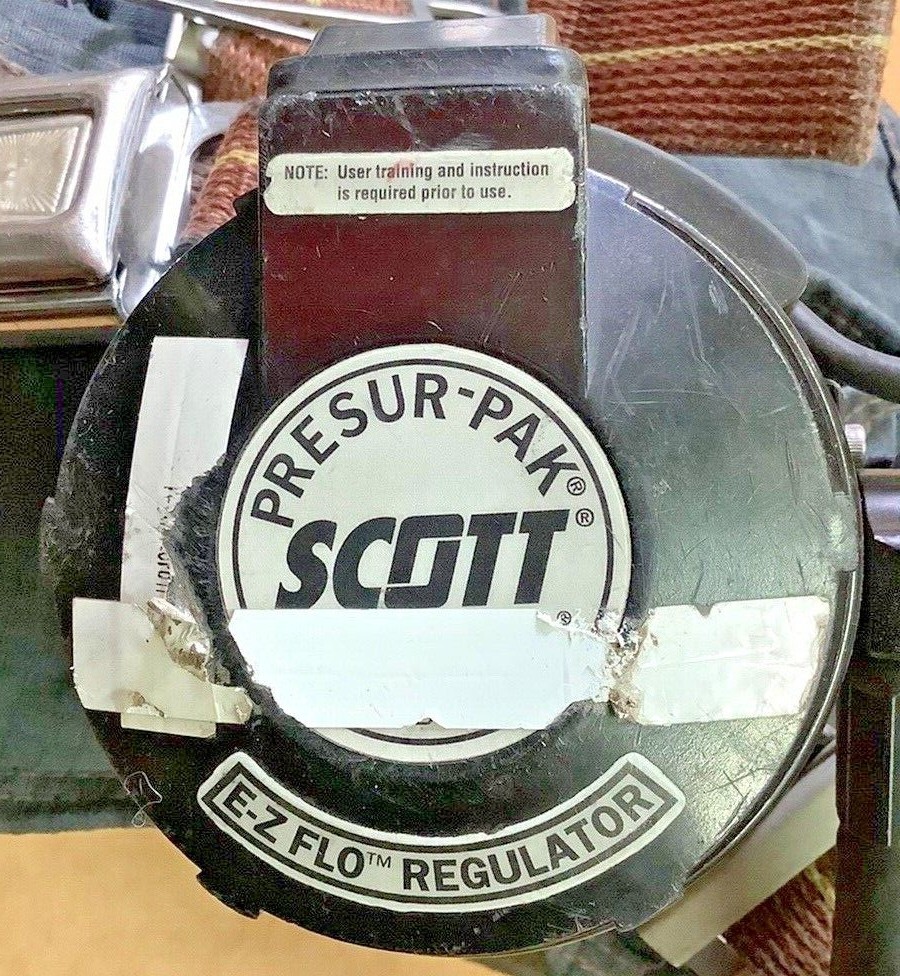 NOTE: User training and instruction
is required prior to use.
PRESUR-PAK®
SCOTT®
®
E-Z FLO™ REGULATOR